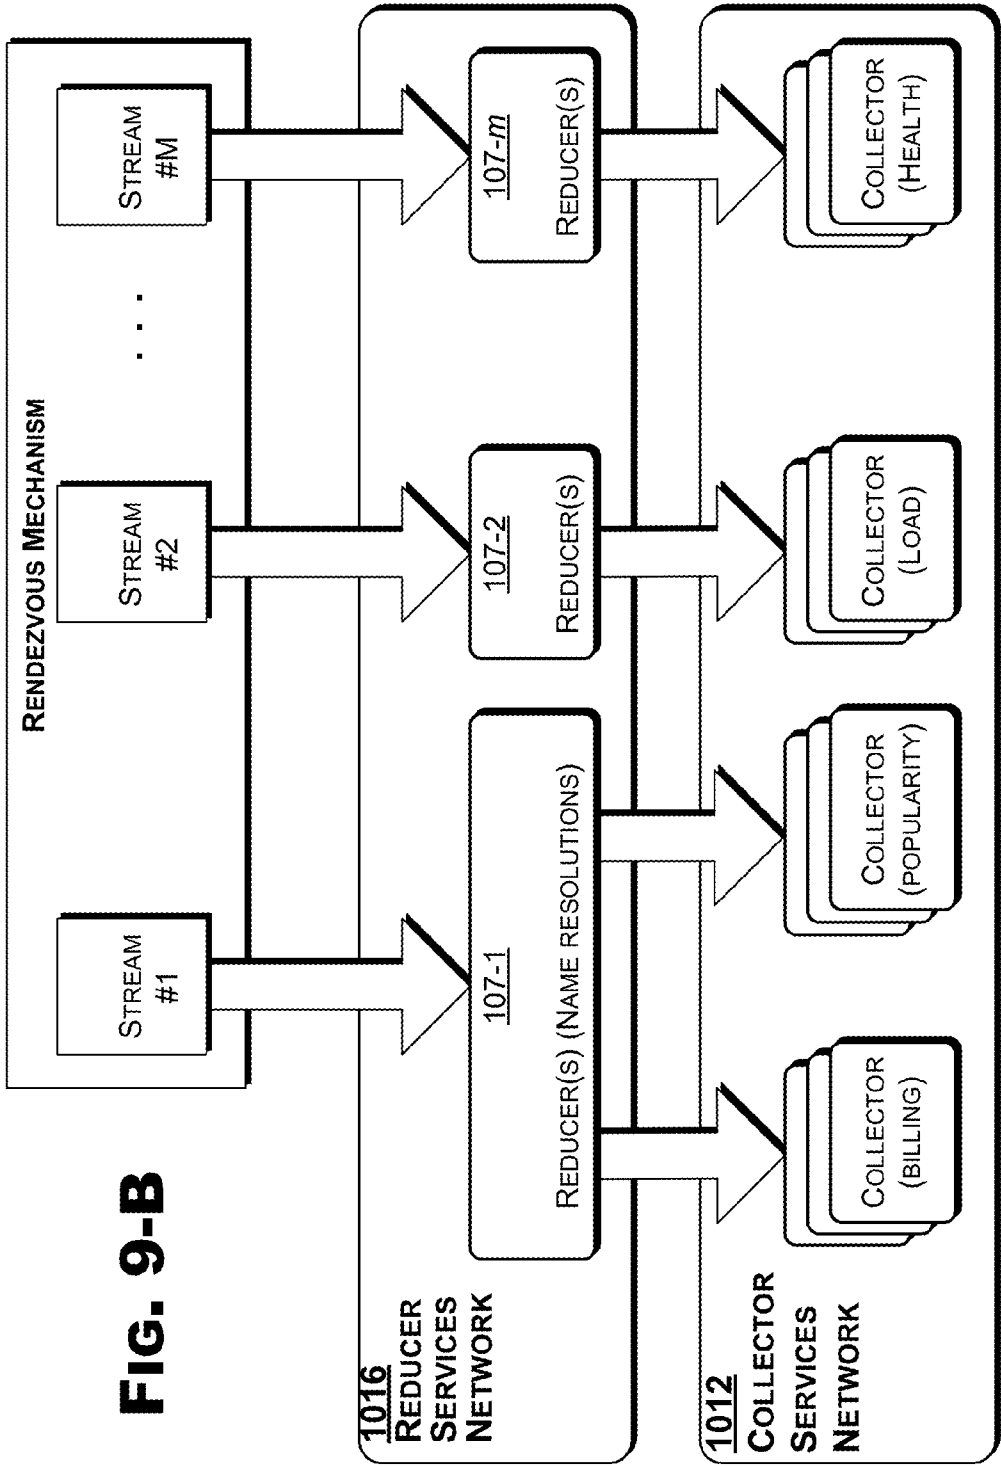 FIG. 9-B
RENDEZVOUS MECHANISM
STREAM
#1
STREAM
#2
. . .
STREAM
#M
1016
REDUCER
SERVICES
NETWORK
107-1
REDUCER(S) (NAME RESOLUTIONS)
107-2
REDUCER(S)
107-m
REDUCER(S)
1012
COLLECTOR
SERVICES
NETWORK
COLLECTOR
(BILLING)
COLLECTOR
(POPULARITY)
COLLECTOR
(LOAD)
COLLECTOR
(HEALTH)